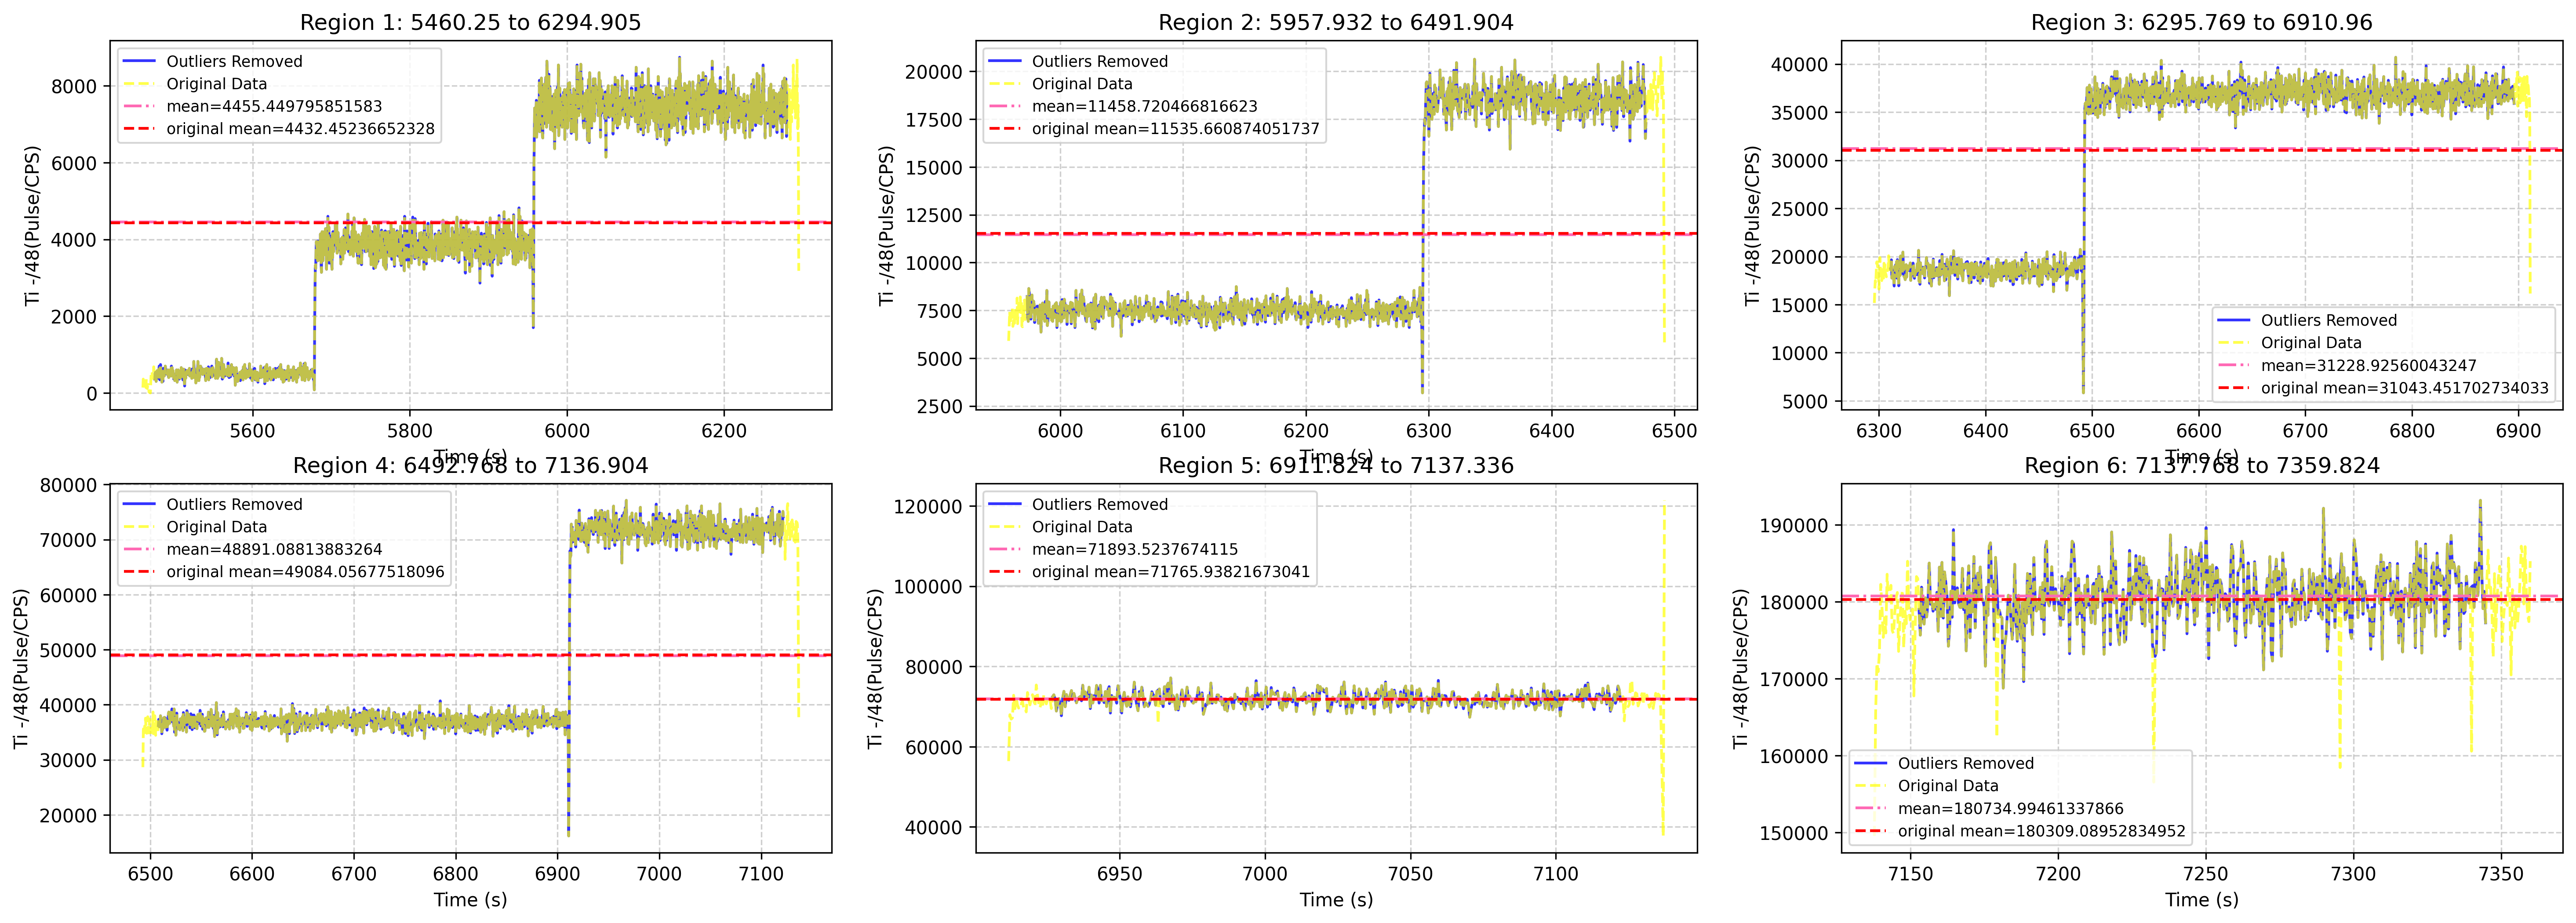 Region 1: 5460.25 to 6294.905
Ti -/48(Pulse/CPS)
8000
6000
4000
2000
0
Outliers Removed
Original Data
mean=4455.449795851583
original mean=4432.45236652328
5600
5800
6000
6200
Time (s)
Region 2: 5957.932 to 6491.904
Ti -/48(Pulse/CPS)
20000
17500
15000
12500
10000
7500
5000
2500
Outliers Removed
Original Data
mean=11458.720466816623
original mean=11535.660874051737
6000
6100
6200
6300
6400
6500
Time (s)
Region 3: 6295.769 to 6910.96
Ti -/48(Pulse/CPS)
40000
35000
30000
25000
20000
15000
10000
5000
Outliers Removed
Original Data
mean=31228.92560043247
original mean=31043.451702734033
6300
6400
6500
6600
6700
6800
6900
Time (s)
Region 4: 6492.768 to 7136.904
Ti -/48(Pulse/CPS)
80000
70000
60000
50000
40000
30000
20000
Outliers Removed
Original Data
mean=48891.08813883264
original mean=49084.05677518096
6500
6600
6700
6800
6900
7000
7100
Time (s)
Region 5: 6911.824 to 7137.336
Ti -/48(Pulse/CPS)
120000
100000
80000
60000
40000
Outliers Removed
Original Data
mean=71893.5237674115
original mean=71765.93821673041
6950
7000
7050
7100
Time (s)
Region 6: 7137.768 to 7359.824
Ti -/48(Pulse/CPS)
190000
180000
170000
160000
150000
Outliers Removed
Original Data
mean=180734.99461337866
original mean=180309.08952834952
7150
7200
7250
7300
7350
Time (s)